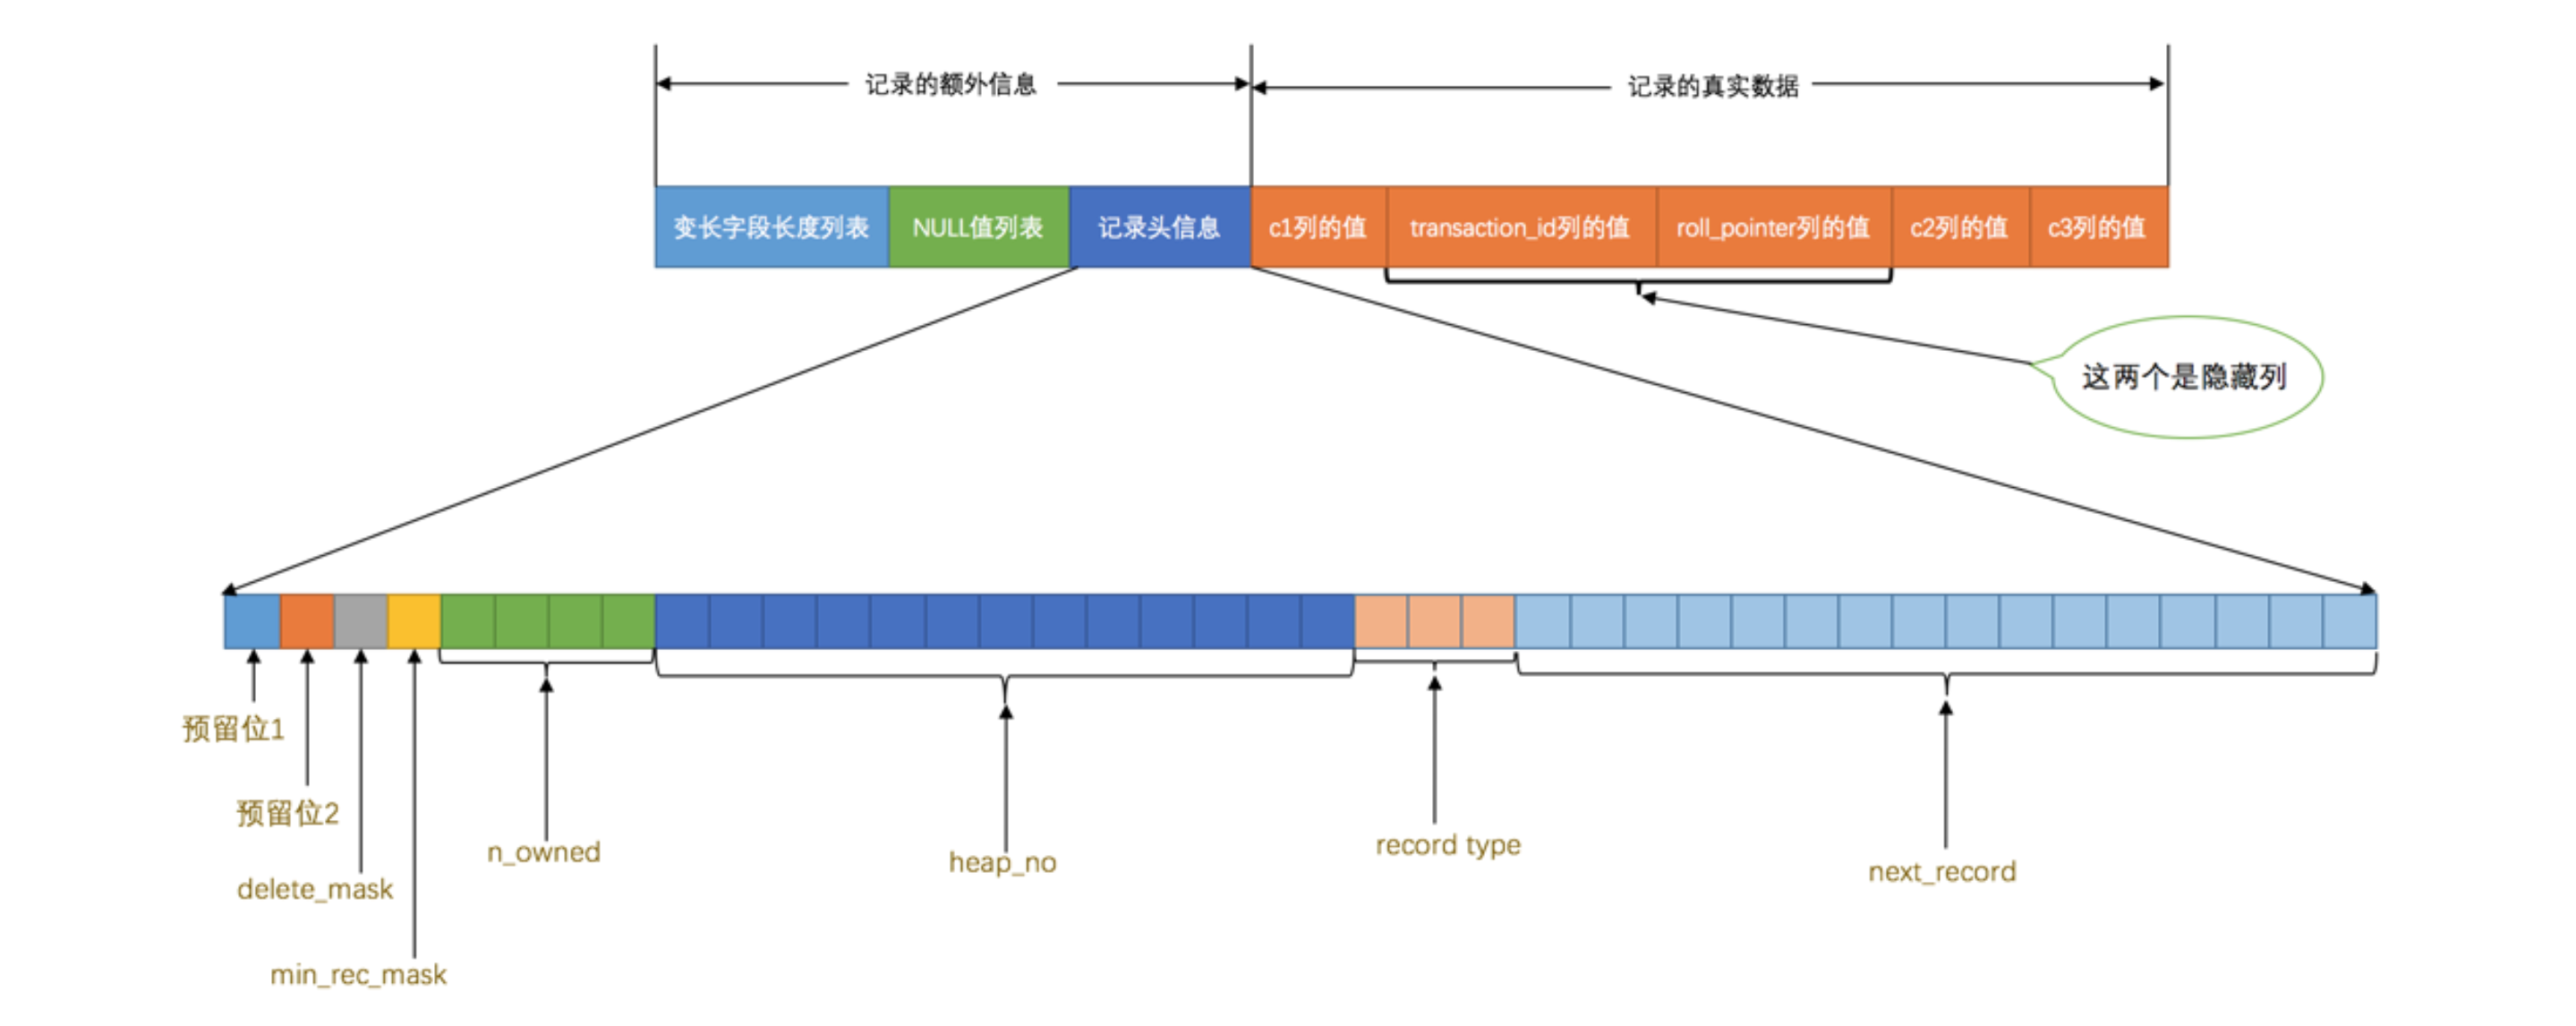 记录的额外信息
记录的真实数据
变长字段长度列表
NULL值列表
记录头信息
c1列的值
transaction_id列的值
roll_pointer列的值
c2列的值
c3列的值
这两个是隐藏列
预留位1
预留位2
delete_mask
min_rec_mask
n_owned
heap_no
record type
next_record